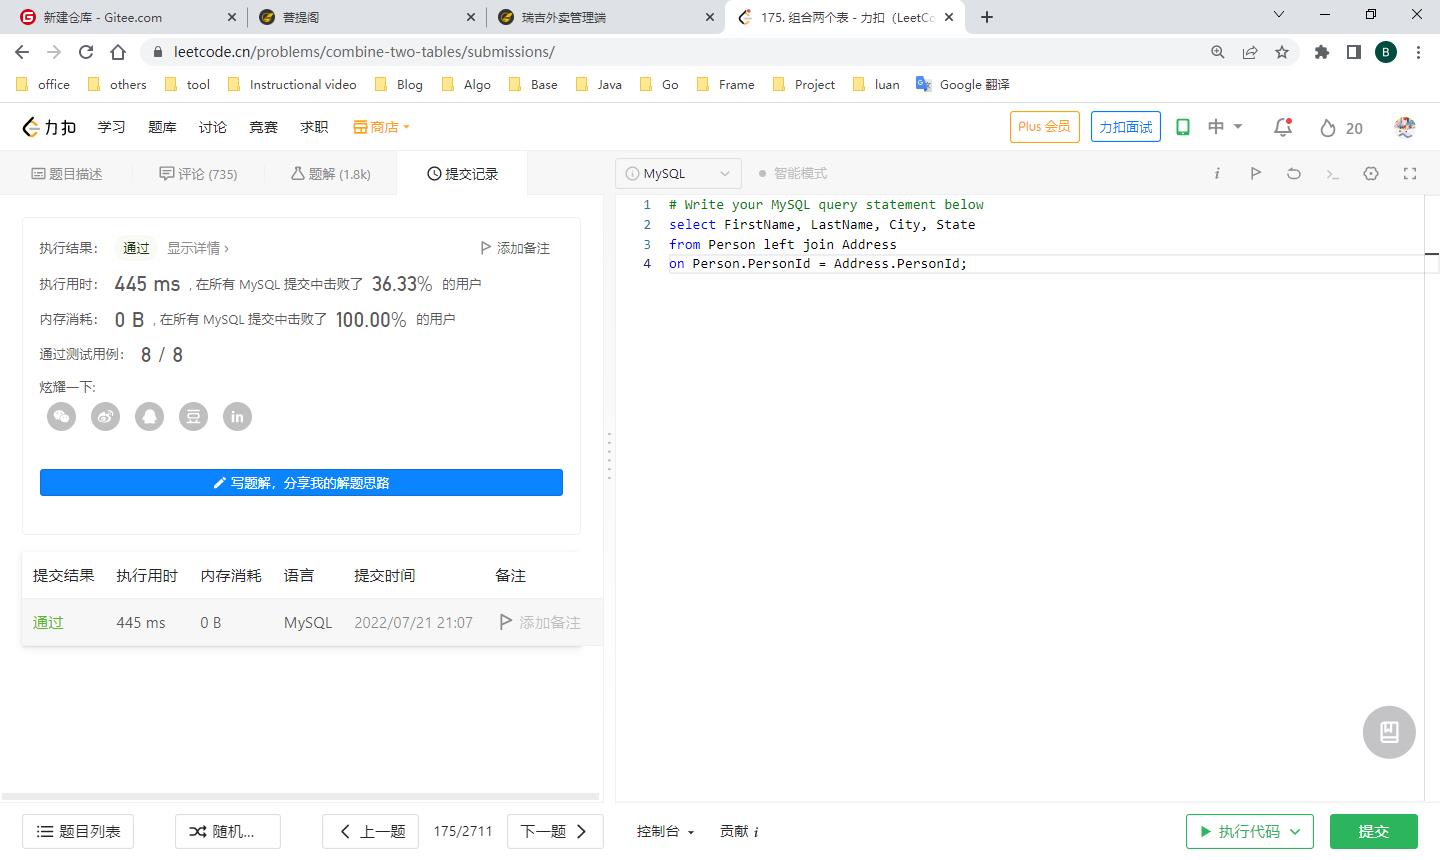 新建仓库 - Gitee.com
菩提阁
瑞吉外卖管理端
175. 组合两个表 - 力扣（LeetCo
leetcode.cn/problems/combine-two-tables/submissions/
B
office others tool Instructional video Blog Algo Base Java Go Frame Project luan Google 翻译
力扣 学习 题库 讨论 竞赛 求职 商店 Plus 会员 力扣面试 中 20
题目描述 评论 (735) 题解 (1.8k) 提交记录
执行结果： 通过 显示详情 › 添加备注
执行用时： 445 ms , 在所有 MySQL 提交中击败了 36.33% 的用户
内存消耗： 0 B , 在所有 MySQL 提交中击败了 100.00% 的用户
通过测试用例： 8 / 8
炫耀一下:
豆 in
写题解，分享我的解题思路
提交结果 执行用时 内存消耗 语言 提交时间 备注
通过 445 ms 0 B MySQL 2022/07/21 21:07 添加备注
MySQL 智能模式
1 # Write your MySQL query statement below
2 select FirstName, LastName, City, State
3 from Person left join Address
4 on Person.PersonId = Address.PersonId;
题目列表 随机... 上一题 175/2711 下一题 控制台 贡献 i 执行代码 提交